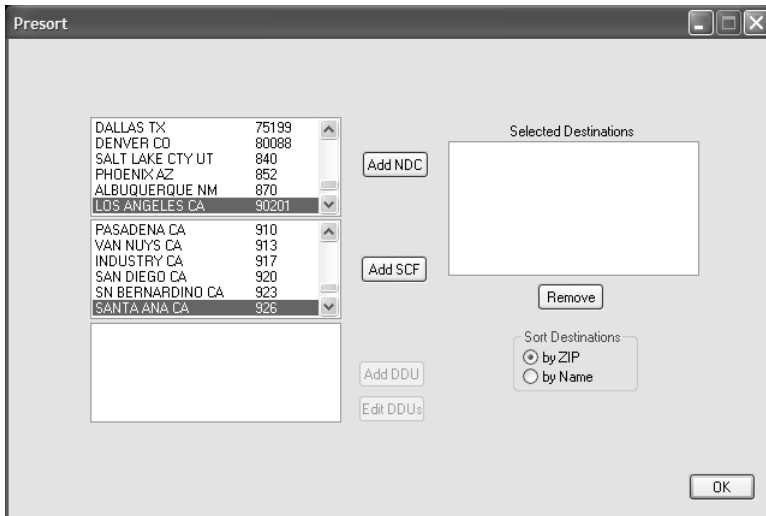 Presort
DALLAS TX 75199
DENVER CO 80088
SALT LAKE CTY UT 840
PHOENIX AZ 852
ALBUQUERQUE NM 870
LOS ANGELES CA 90201
Add NDC
PASADENA CA 910
VAN NUYS CA 913
INDUSTRY CA 917
SAN DIEGO CA 920
SN BERNARDINO CA 923
SANTA ANA CA 926
Add SCF
Add DDU
Edit DDUs
Selected Destinations
Remove
Sort Destinations
by ZIP
by Name
OK